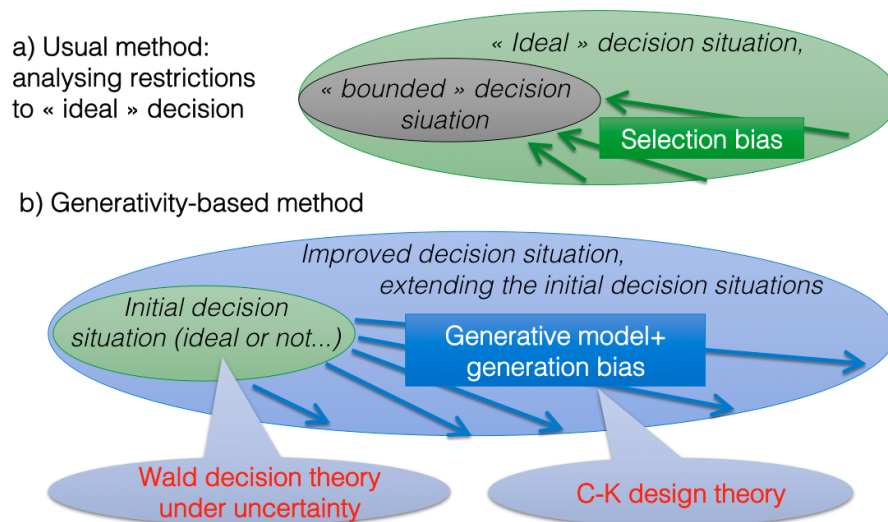 a) Usual method:
analysing restrictions
to « ideal » decision
« Ideal » decision situation,
« bounded » decision
siuation
Selection bias
b) Generativity-based method
Improved decision situation,
extending the initial decision situations
Initial decision
situation (ideal or not...)
Generative model+
generation bias
Wald decision theory
under uncertainty
C-K design theory